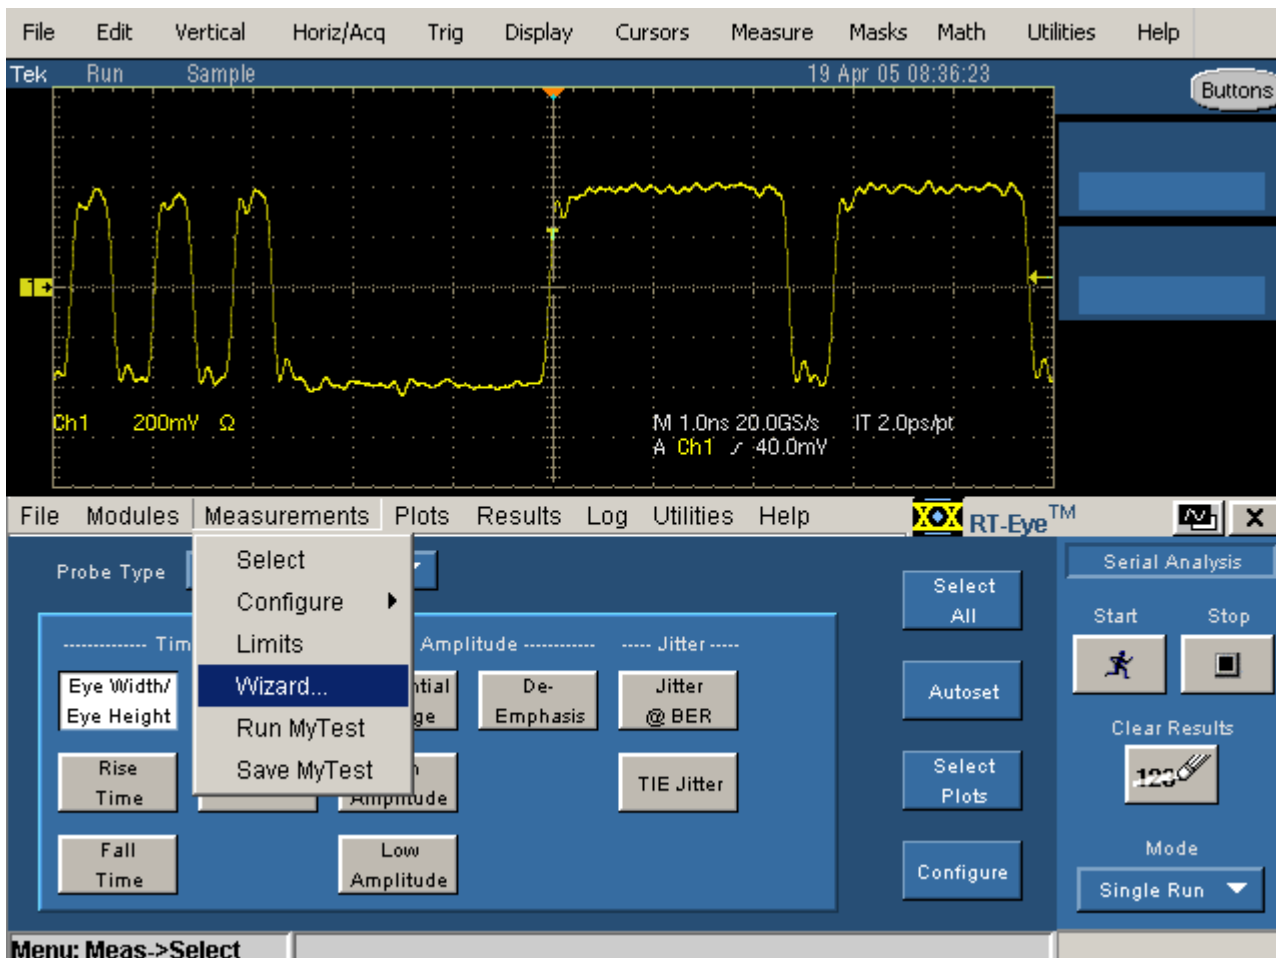 File Edit Vertical Horiz/Acq Trig Display Cursors Measure Masks Math Utilities Help
Tek Run Sample 19 Apr 05 08:36:23
Buttons
1
Ch1 200mV Ω M 1.0ns 20.0GS/s IT 2.0ps/pt
A Ch1 40.0mV
File Modules Measurements Plots Results Log Utilities Help RT-Eye™
Probe Type
Select
Configure
Limits
Wizard...
Run MyTest
Save MyTest
Amplitude Jitter
Eye Width/
Eye Height
De-
Emphasis
Jitter
@ BER
Rise
Time
Amplitude
TIE Jitter
Fall
Time
Low
Amplitude
Select
All
Autoset
Select
Plots
Configure
Serial Analysis
Start Stop
Clear Results
123
Mode
Single Run
Menu: Meas->Select